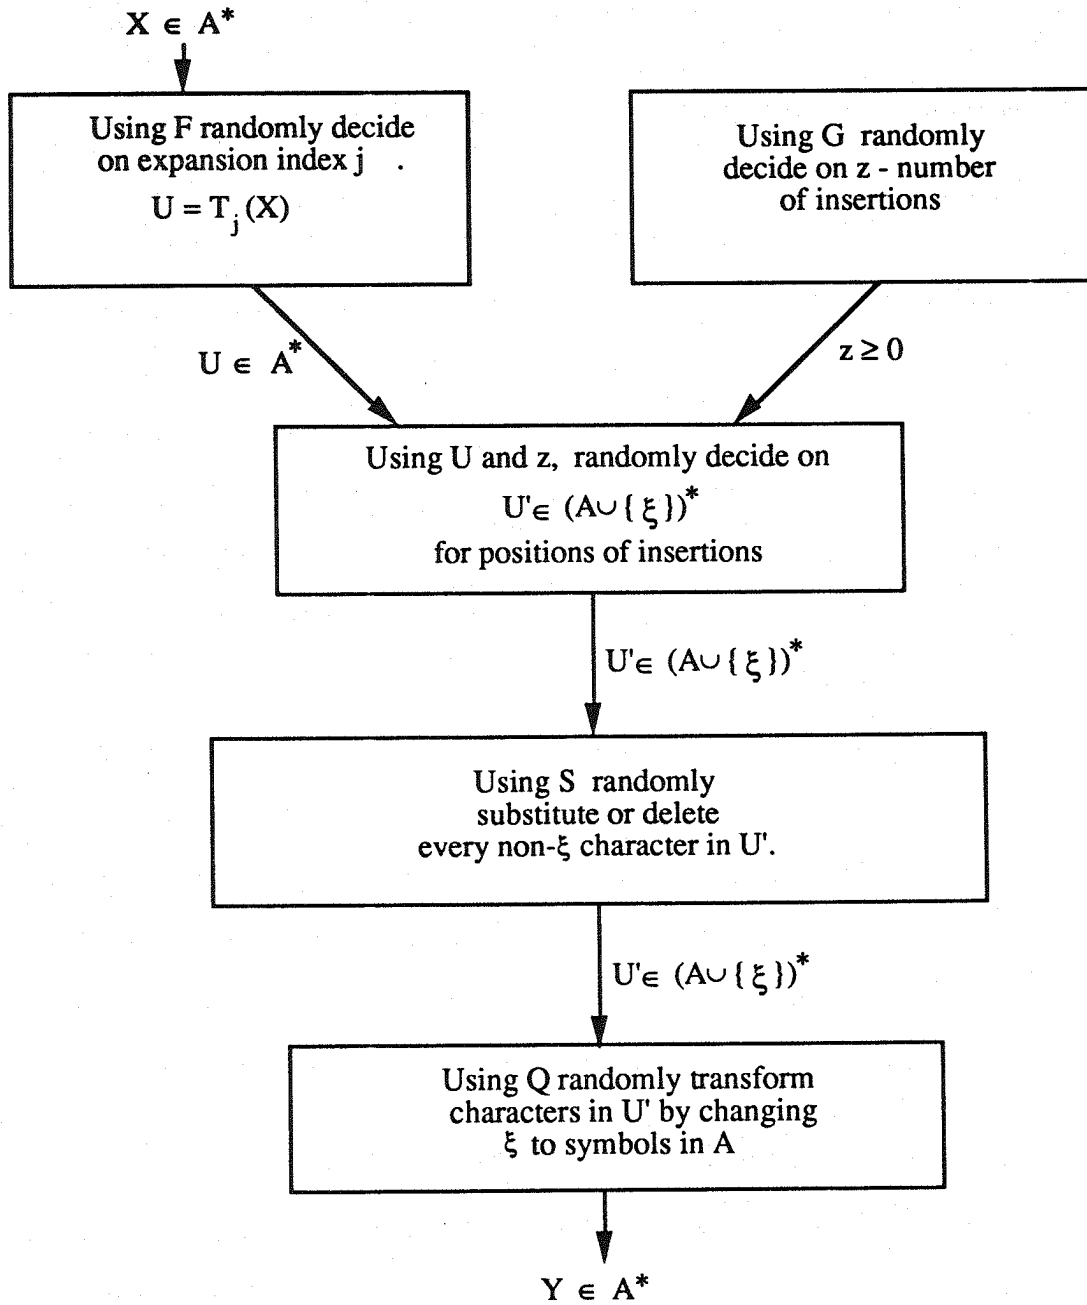 X ∈ A*
Using F randomly decide
on expansion index j .
U = T_j (X)
Using G randomly
decide on z - number
of insertions
U ∈ A*
z ≥ 0
Using U and z, randomly decide on
U'∈ (A∪{ξ})*
for positions of insertions
U'∈ (A∪{ξ})*
Using S randomly
substitute or delete
every non-ξ character in U'.
U'∈ (A∪{ξ})*
Using Q randomly transform
characters in U' by changing
ξ to symbols in A
Y ∈ A*